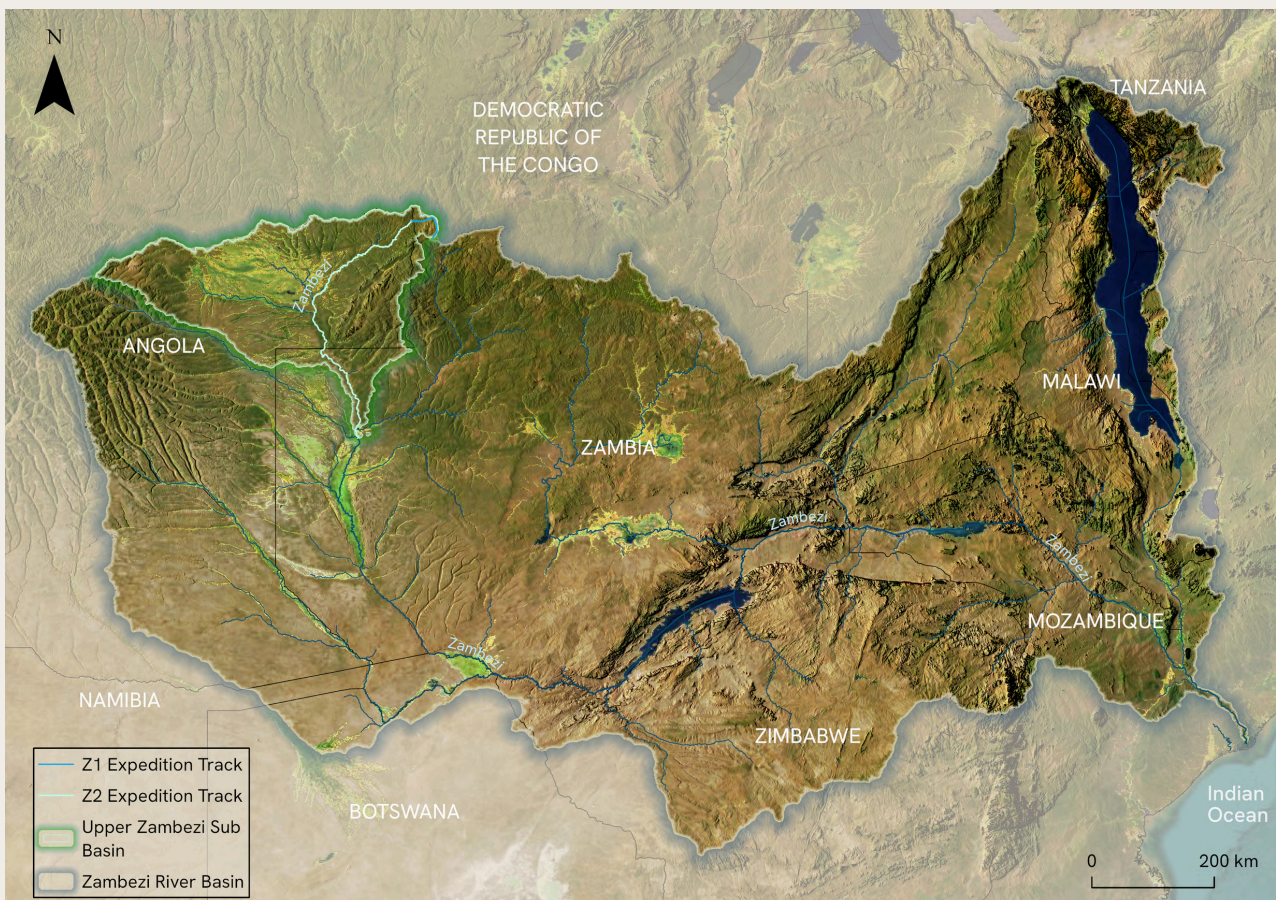 N
TANZANIA
DEMOCRATIC
REPUBLIC OF
THE CONGO
Zambezi
ANGOLA
MALAWI
ZAMBIA
Zambezi
Zambezi
MOZAMBIQUE
Zambezi
NAMIBIA
ZIMBABWE
BOTSWANA
Indian
Ocean
Z1 Expedition Track
Z2 Expedition Track
Upper Zambezi Sub
Basin
Zambezi River Basin
0 200 km